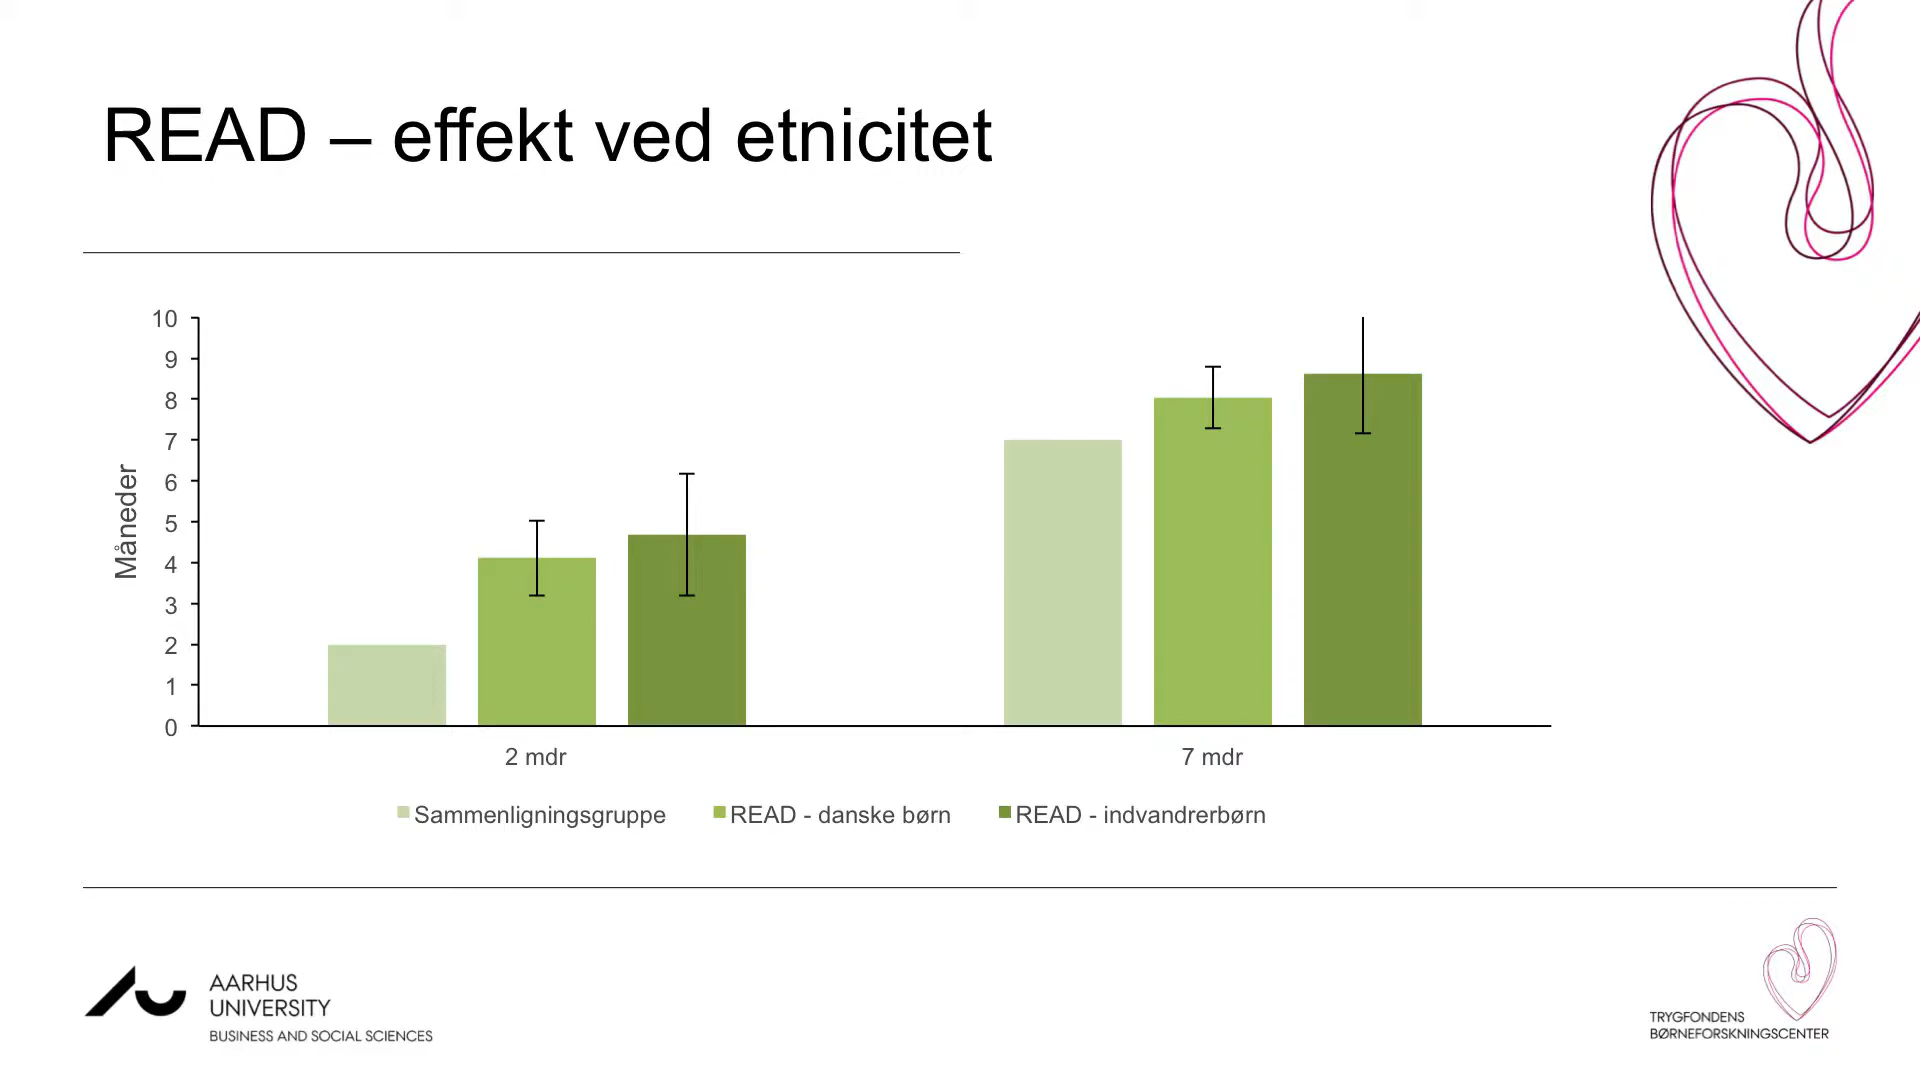 READ – effekt ved etnicitet
10
9
8
7
6
5
4
3
2
1
0
Måneder
2 mdr
7 mdr
Sammenligningsgruppe
READ - danske børn
READ - indvandrerbørn
AARHUS
UNIVERSITY
BUSINESS AND SOCIAL SCIENCES
TRYGFONDENS
BØRNEFORSKNINGSCENTER